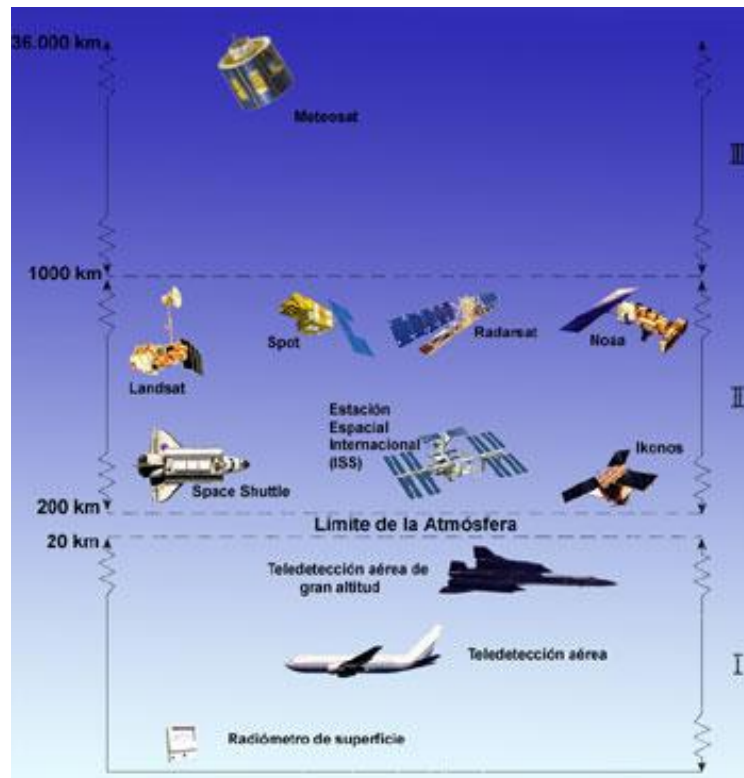 36.000 km
Meteosat
III
1000 km
Spot
Radarsat
Noaa
Landsat
Estación
Espacial
Internacional
(ISS)
Ikonos
II
Space Shuttle
200 km
Límite de la Atmósfera
20 km
Teledetección aérea de
gran altitud
Teledetección aérea
I
Radiómetro de superficie